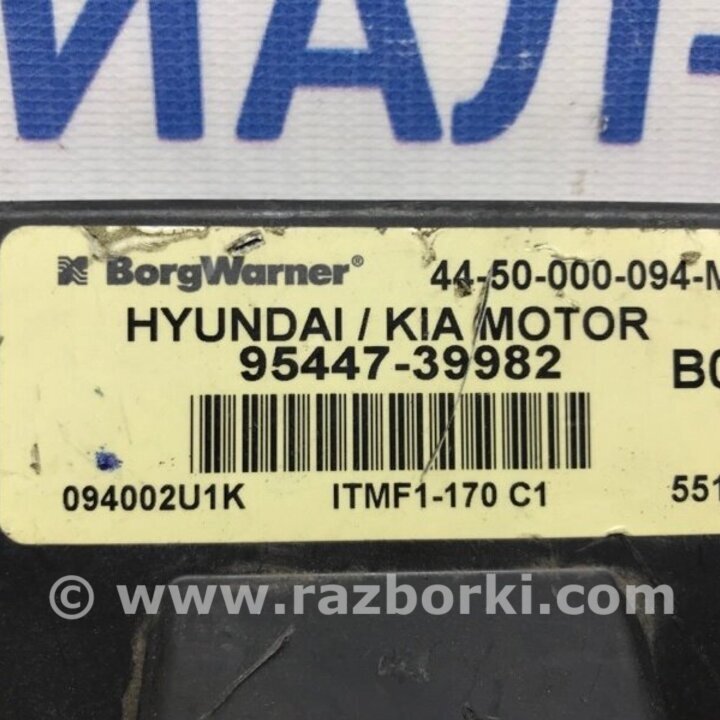 ИАЛ-
BorgWarner® 44-50-000-094-M
HYUNDAI / KIA MOTOR
95447-39982
B0
094002U1K ITMF1-170 C1 551
© www.razborki.com